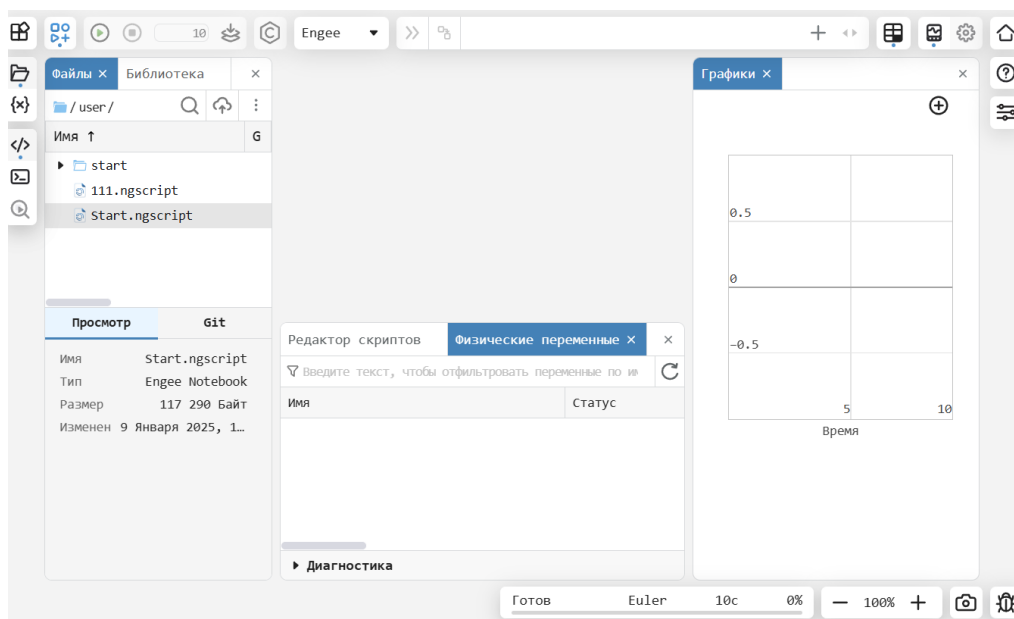 10
Engee
Файлы
Библиотека
/ user /
Имя ↑
G
start
111.ngscript
Start.ngscript
Просмотр
Git
Имя Start.ngscript
Тип Engee Notebook
Размер 117 290 Байт
Изменен 9 Января 2025, 1…
Редактор скриптов
Физические переменные
Введите текст, чтобы отфильтровать переменные по им
Имя
Статус
Диагностика
Графики
0.5
0
-0.5
5
10
Время
Готов
Euler
10с
0%
100%